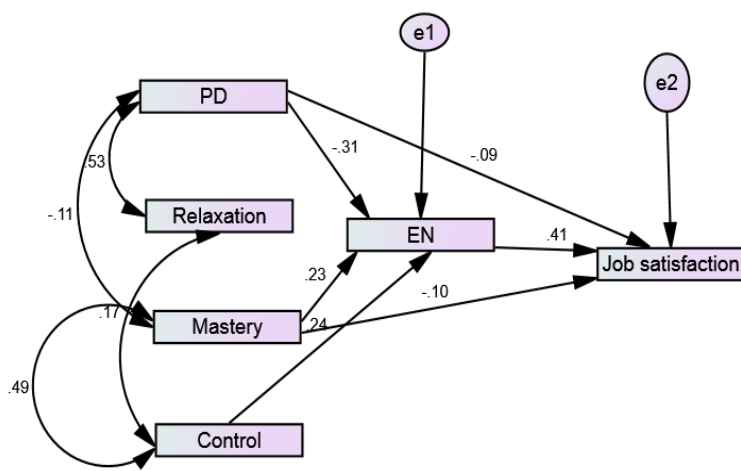 e1
e2
PD
.53
-.31
-.09
-.11
Relaxation
EN
.41
Job satisfaction
.23
-.10
.17
Mastery
.24
.49
Control